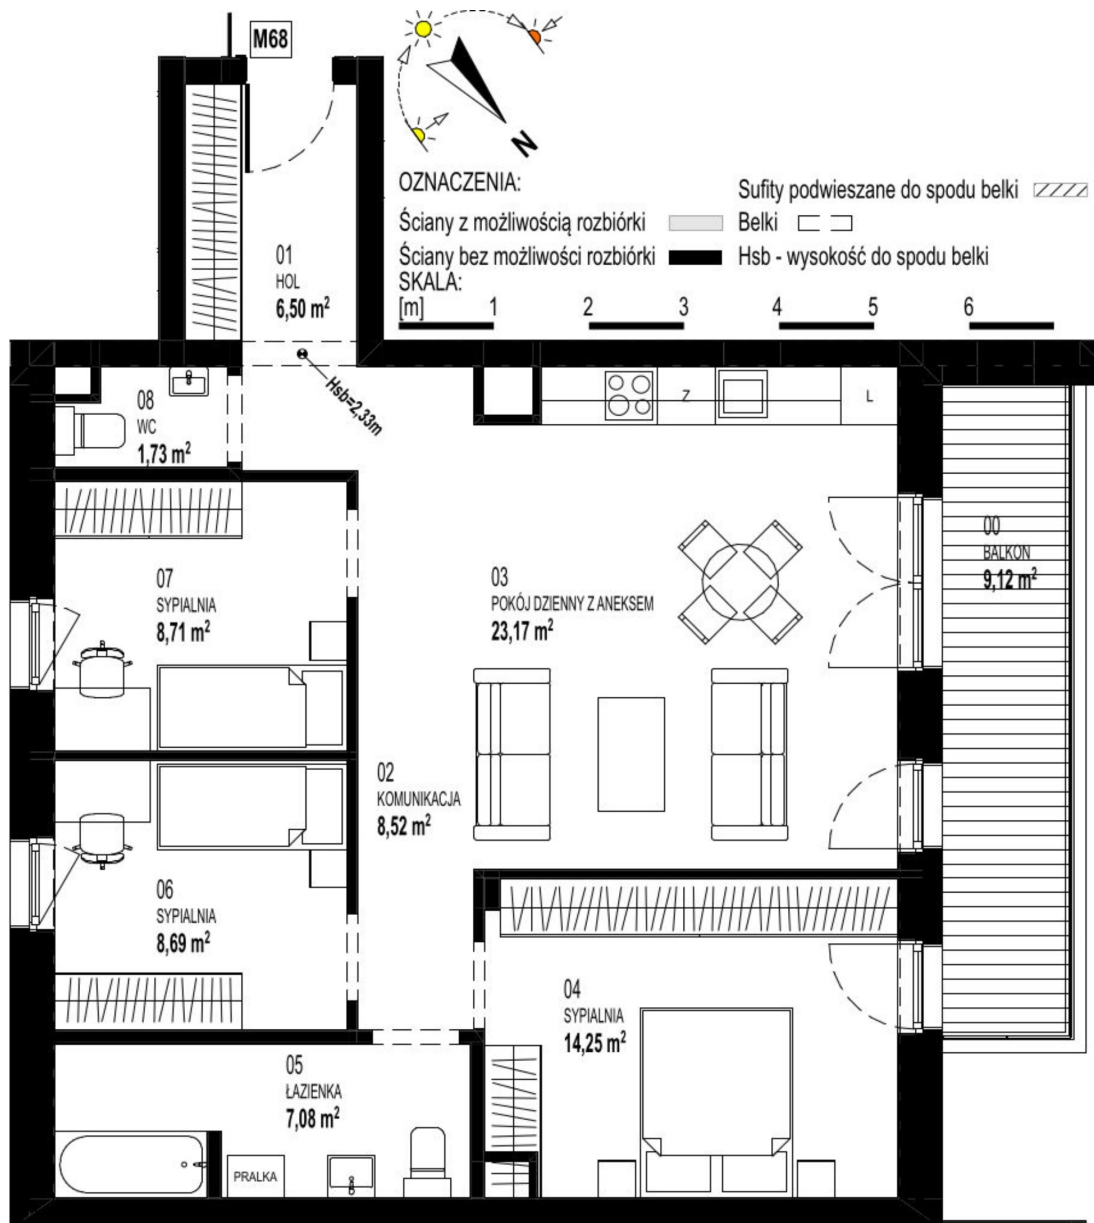 M68
N
OZNACZENIA:
Sufity podwieszane do spodu belki
Ściany z możliwością rozbiórki
Belki
Ściany bez możliwości rozbiórki
Hsb - wysokość do spodu belki
SKALA:
[m] 1 2 3 4 5 6
01
HOL
6,50 m²
Hsb=2,33m
08
WC
1,73 m²
Z
L
00
BALKON
9,12 m²
07
SYPIALNIA
8,71 m²
03
POKÓJ DZIENNY Z ANEKSEM
23,17 m²
02
KOMUNIKACJA
8,52 m²
06
SYPIALNIA
8,69 m²
04
SYPIALNIA
14,25 m²
05
ŁAZIENKA
7,08 m²
PRALKA